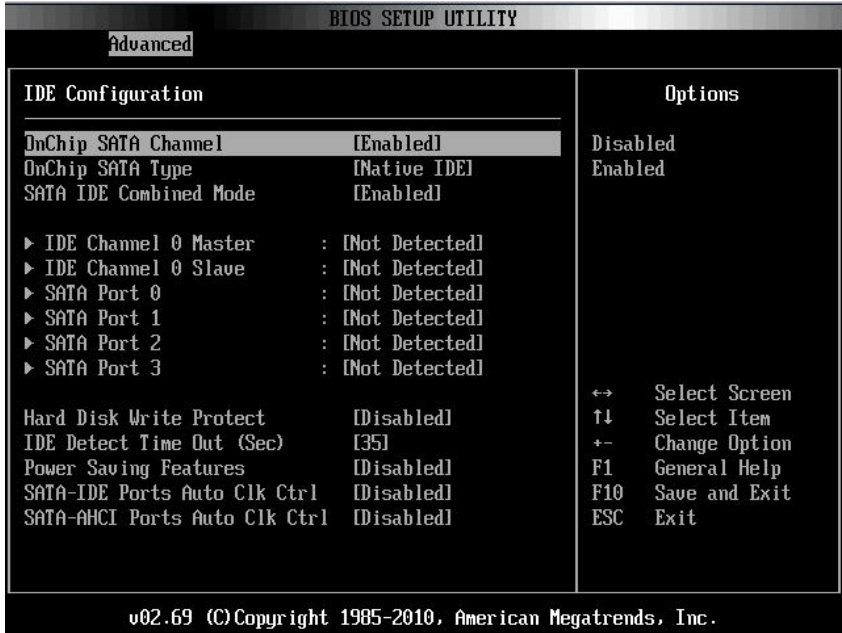 BIOS SETUP UTILITY
Advanced
IDE Configuration
OnChip SATA Channel [Enabled]
OnChip SATA Type [Native IDE]
SATA IDE Combined Mode [Enabled]
▶ IDE Channel 0 Master : [Not Detected]
▶ IDE Channel 0 Slave : [Not Detected]
▶ SATA Port 0 : [Not Detected]
▶ SATA Port 1 : [Not Detected]
▶ SATA Port 2 : [Not Detected]
▶ SATA Port 3 : [Not Detected]
Hard Disk Write Protect [Disabled]
IDE Detect Time Out (Sec) [35]
Power Saving Features [Disabled]
SATA-IDE Ports Auto Clk Ctrl [Disabled]
SATA-AHCI Ports Auto Clk Ctrl [Disabled]
Options
Disabled
Enabled
↔ Select Screen
↑↓ Select Item
+- Change Option
F1 General Help
F10 Save and Exit
ESC Exit
v02.69 (C)Copyright 1985-2010, American Megatrends, Inc.